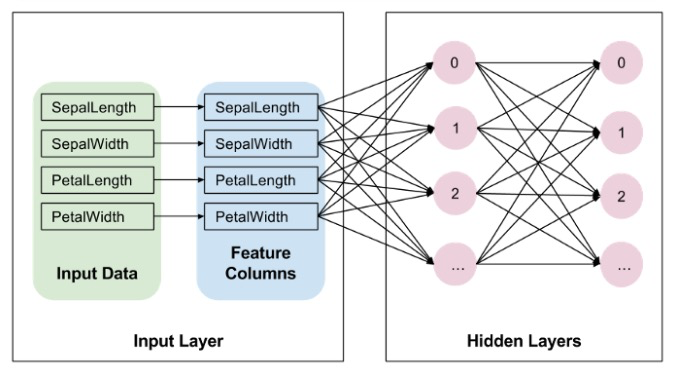 SepalLength
SepalWidth
PetalLength
PetalWidth
Input Data
SepalLength
SepalWidth
PetalLength
PetalWidth
Feature
Columns
Input Layer
0
1
2
...
0
1
2
...
Hidden Layers